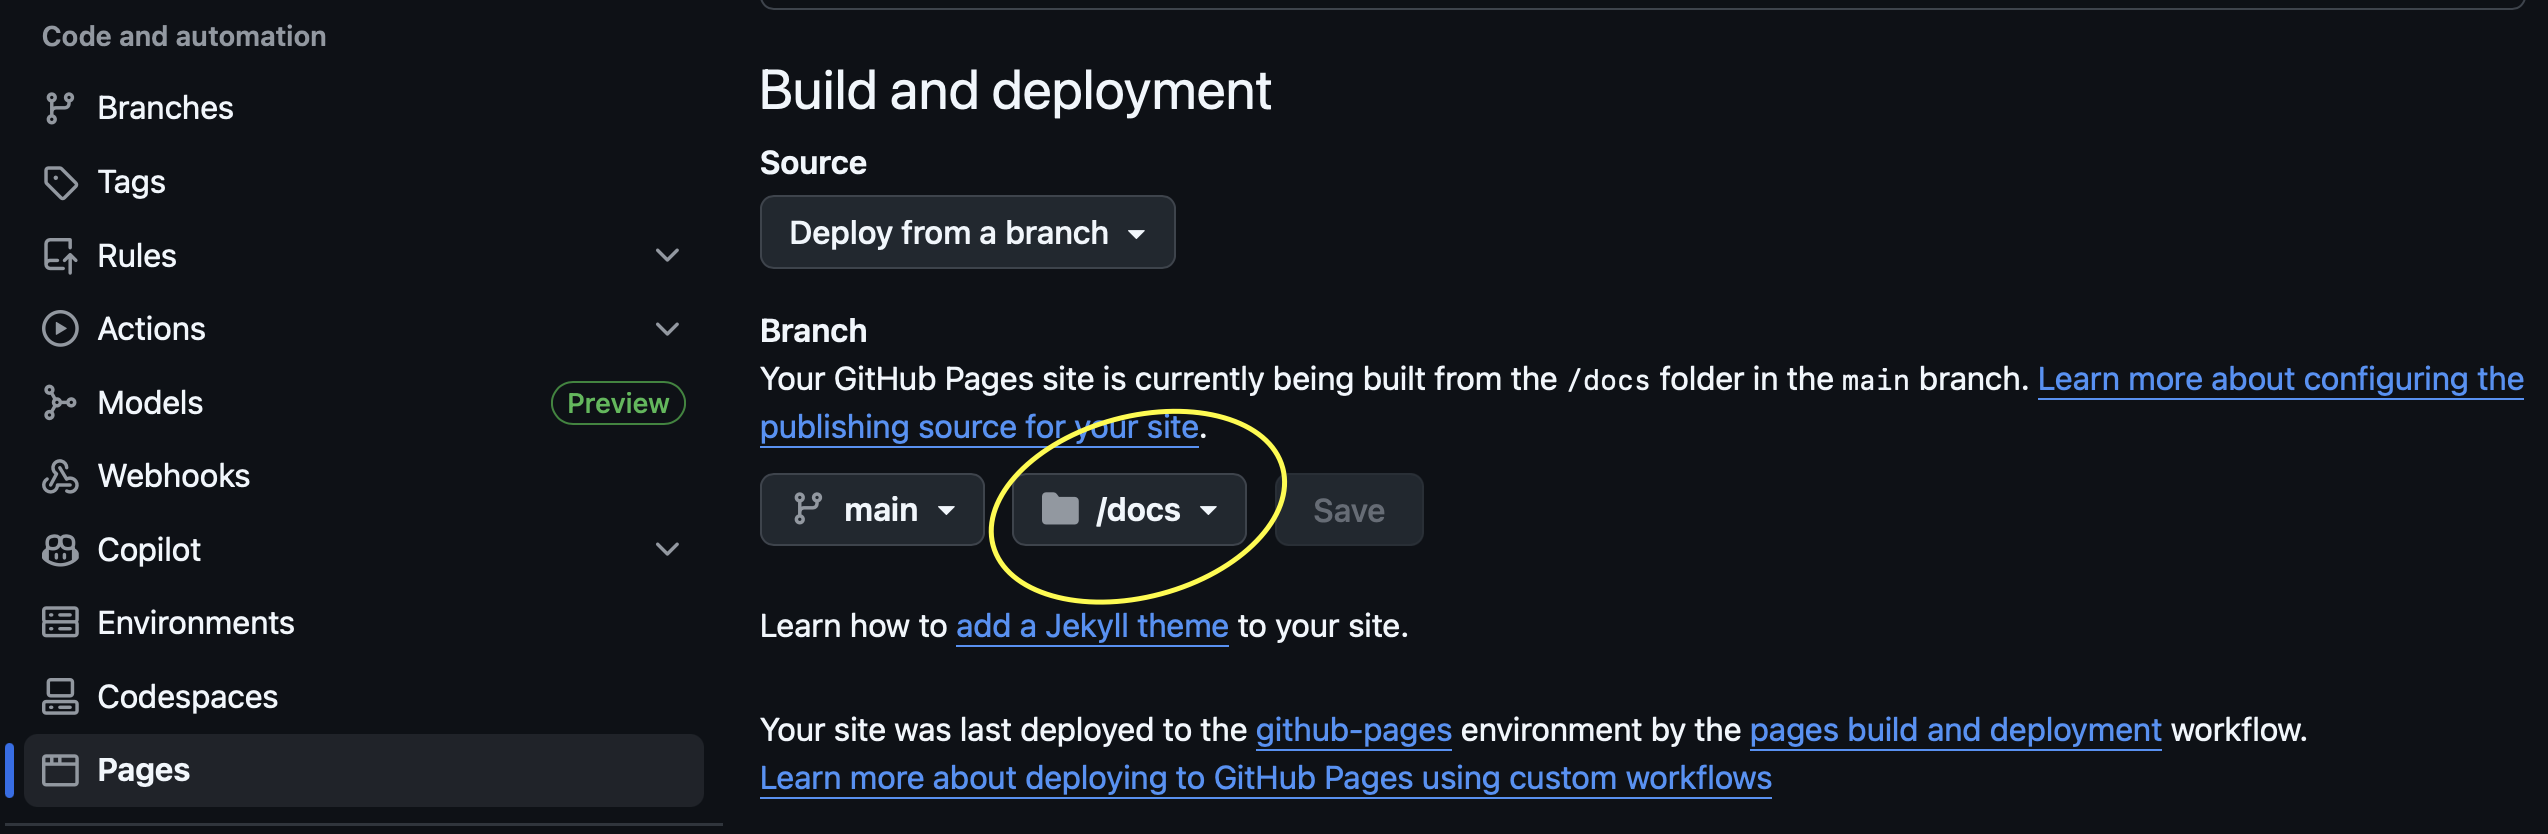 Code and automation
Branches
Tags
Rules
Actions
Models Preview
Webhooks
Copilot
Environments
Codespaces
Pages
Build and deployment
Source
Deploy from a branch
Branch
Your GitHub Pages site is currently being built from the /docs folder in the main branch. Learn more about configuring the
publishing source for your site.
main /docs Save
Learn how to add a Jekyll theme to your site.
Your site was last deployed to the github-pages environment by the pages build and deployment workflow.
Learn more about deploying to GitHub Pages using custom workflows